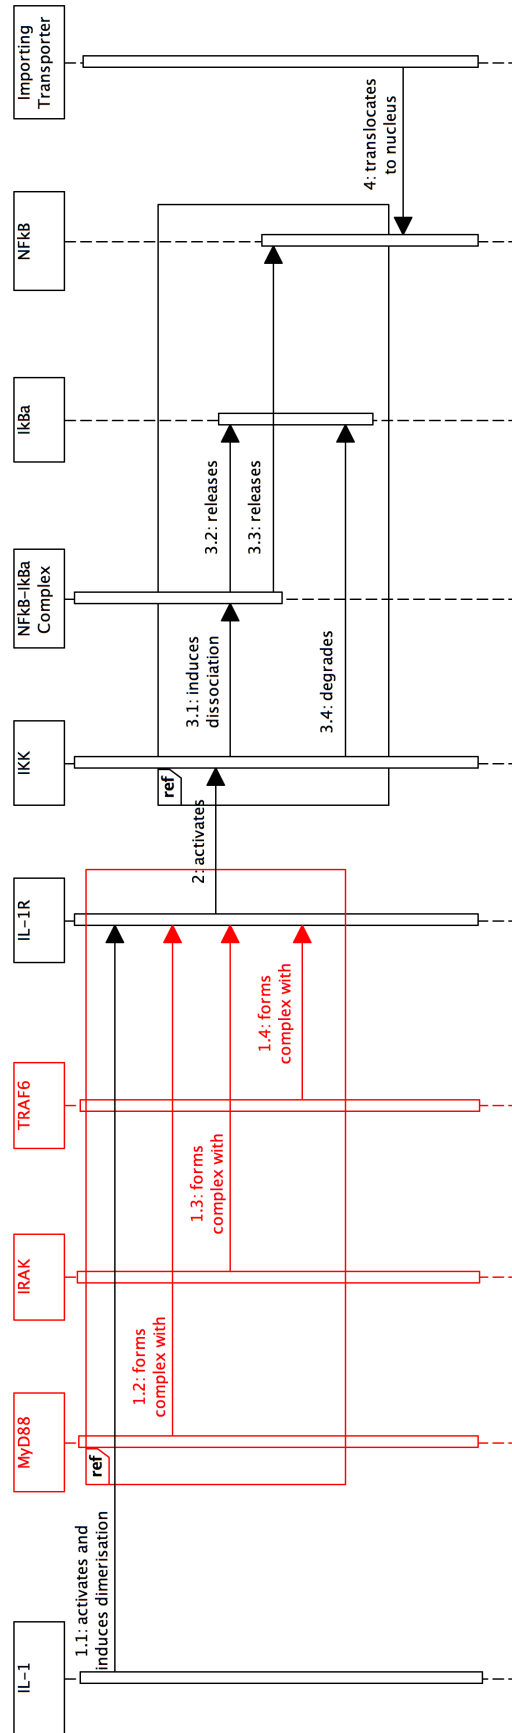 IL-1
MyD88
IRAK
TRAF6
IL-1R
IKK
NFkB-IkBa
Complex
IkBa
NFkB
Importing
Transporter
1.1: activates and
induces dimerisation
ref
1.2: forms
complex with
1.3: forms
complex with
1.4: forms
complex with
2: activates
ref
3.1: induces
dissociation
3.2: releases
3.3: releases
3.4: degrades
4: translocates
to nucleus